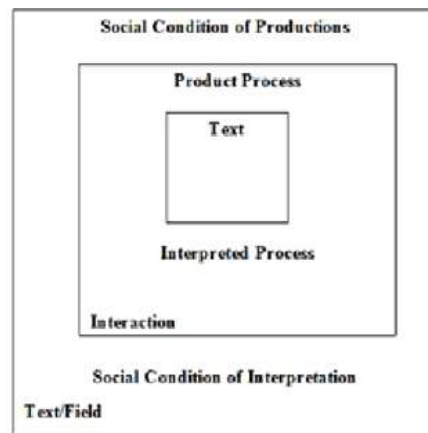 Social Condition of Productions
Product Process
Text
Interpreted Process
Interaction
Social Condition of Interpretation
Text/Field